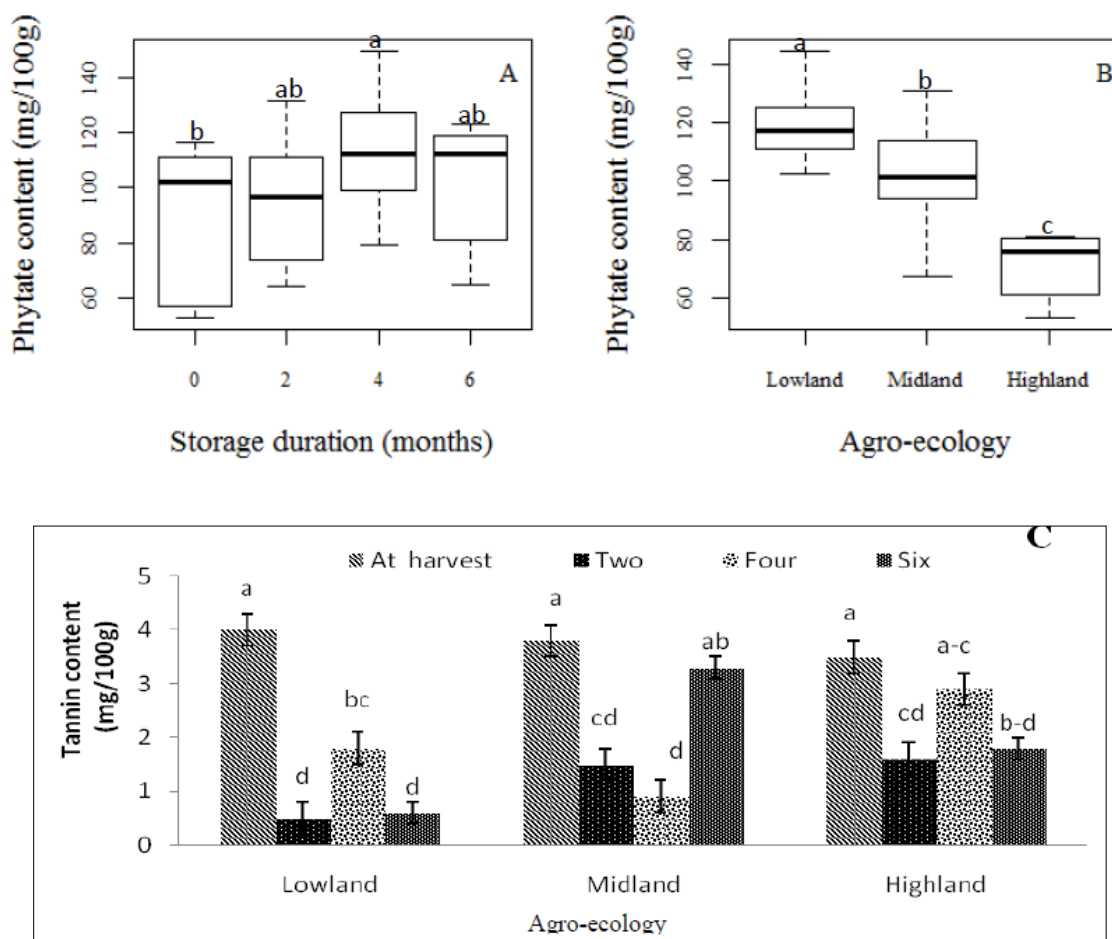 Phytate content (mg/100g)
60 80 100 120 140
b
ab
a
ab
A
0 2 4 6
Storage duration (months)
Phytate content (mg/100g)
60 80 100 120 140
a
b
c
B
Lowland Midland Highland
Agro-ecology
C
At harvest Two Four Six
Tannin content
(mg/100g)
5
4
3
2
1
0
a d bc d
a cd d ab
a cd a-c b-d
Lowland Midland Highland
Agro-ecology